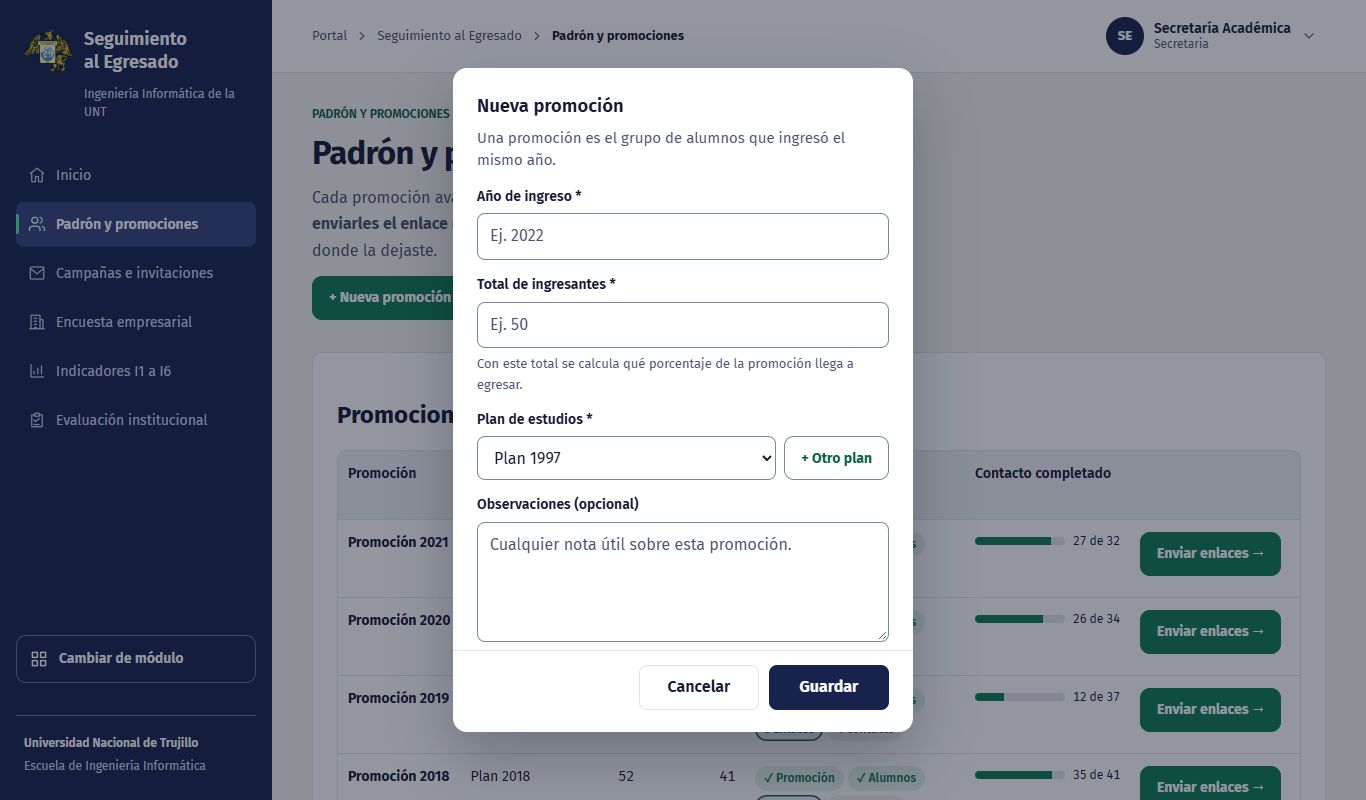 Seguimiento
al Egresado
Ingeniería Informática de la
UNT
Inicio
Padrón y promociones
Campañas e invitaciones
Encuesta empresarial
Indicadores I1 a I6
Evaluación institucional
Cambiar de módulo
Universidad Nacional de Trujillo
Escuela de Ingeniería Informática
Portal > Seguimiento al Egresado > Padrón y promociones
SE
Secretaría Académica
Secretaria
PADRÓN Y PROMOCIONES
Padrón y p
Cada promoción
enviarles el enlace
donde la dejaste.
+ Nueva promoción
Nueva promoción
Una promoción es el grupo de alumnos que ingresó el
mismo año.
Año de ingreso *
Ej. 2022
Total de ingresantes *
Ej. 50
Con este total se calcula qué porcentaje de la promoción llega a
egresar.
Plan de estudios *
Plan 1997
+ Otro plan
Observaciones (opcional)
Cualquier nota útil sobre esta promoción.
Cancelar
Guardar
Promocion
Promoción
Contacto completado
Promoción 2021
27 de 32
Enviar enlaces →
Promoción 2020
26 de 34
Enviar enlaces →
Promoción 2019
12 de 37
Enviar enlaces →
Promoción 2018
Plan 2018
52
41
✓ Promoción
✓ Alumnos
35 de 41
Enviar enlaces →